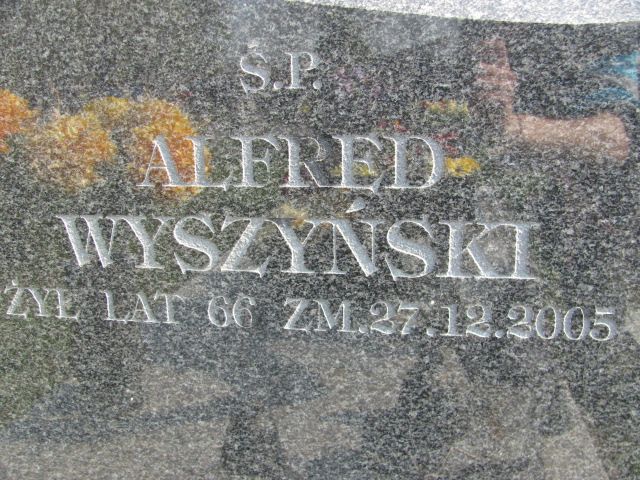 Ś.P.
ALFRED
WYSZYŃSKI
ŻYŁ LAT 66 ZM.27.12.2005